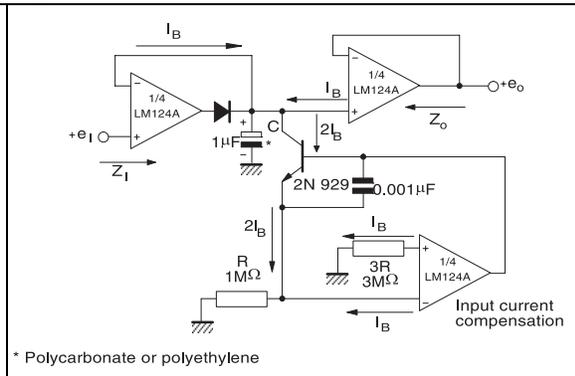 I_B
1/4
LM124A
+e_I
Z_I
+
1µF
*
−
C
I_B
2I_B
1/4
LM124A
+e_o
Z_o
2N 929
0.001µF
2I_B
R
1MΩ
I_B
3R
3MΩ
1/4
LM124A
I_B
Input current
compensation
* Polycarbonate or polyethylene